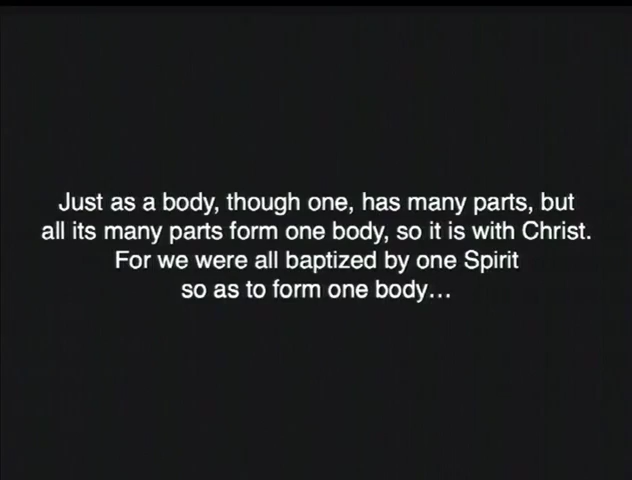 Just as a body, though one, has many parts, but
all its many parts form one body, so it is with Christ.
For we were all baptized by one Spirit
so as to form one body…